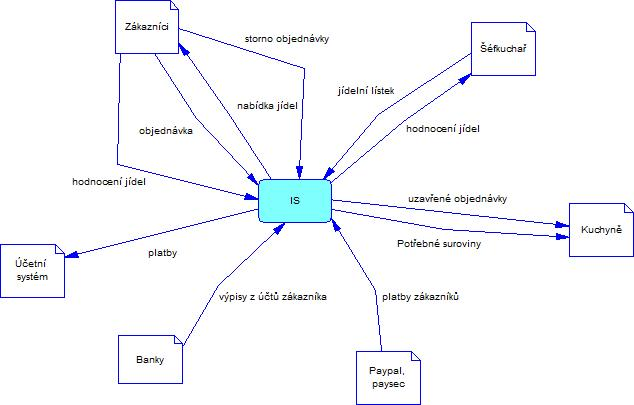 Zákazníci
storno objednávky
Šéfkuchař
jídelní lístek
nabídka jídel
objednávka
hodnocení jídel
hodnocení jídel
IS
uzavřené objednávky
Kuchyně
Potřebné suroviny
platby
Účetní
systém
výpisy z účtů zákazníka
platby zákazníků
Banky
Paypal,
paysec